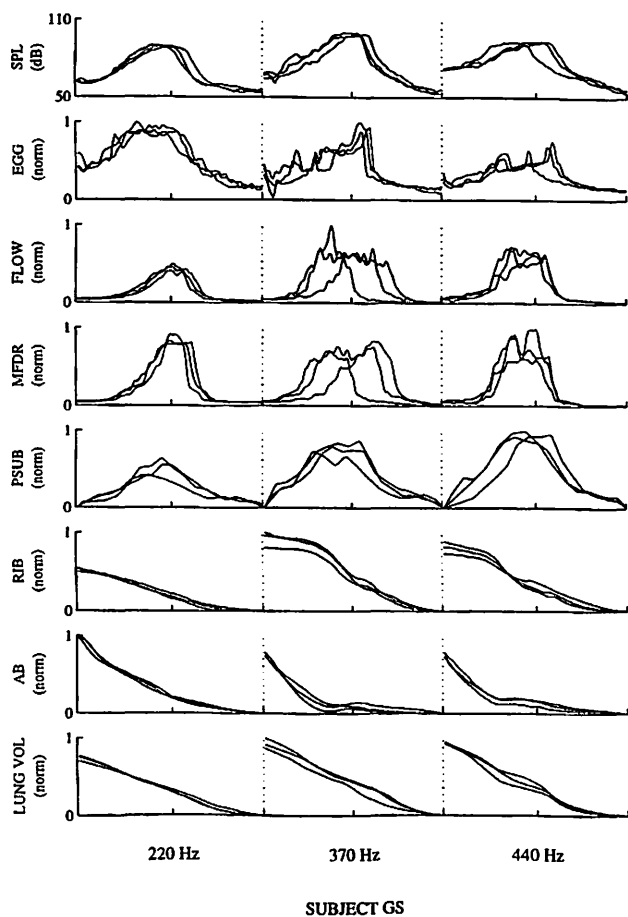 SPL
(dB)
110
50
EGG
(norm)
1
0
FLOW
(norm)
1
0
MFDR
(norm)
1
0
PSUB
(norm)
1
0
RIB
(norm)
1
0
AB
(norm)
1
0
LUNG VOL
(norm)
1
0
220 Hz
370 Hz
440 Hz
SUBJECT GS